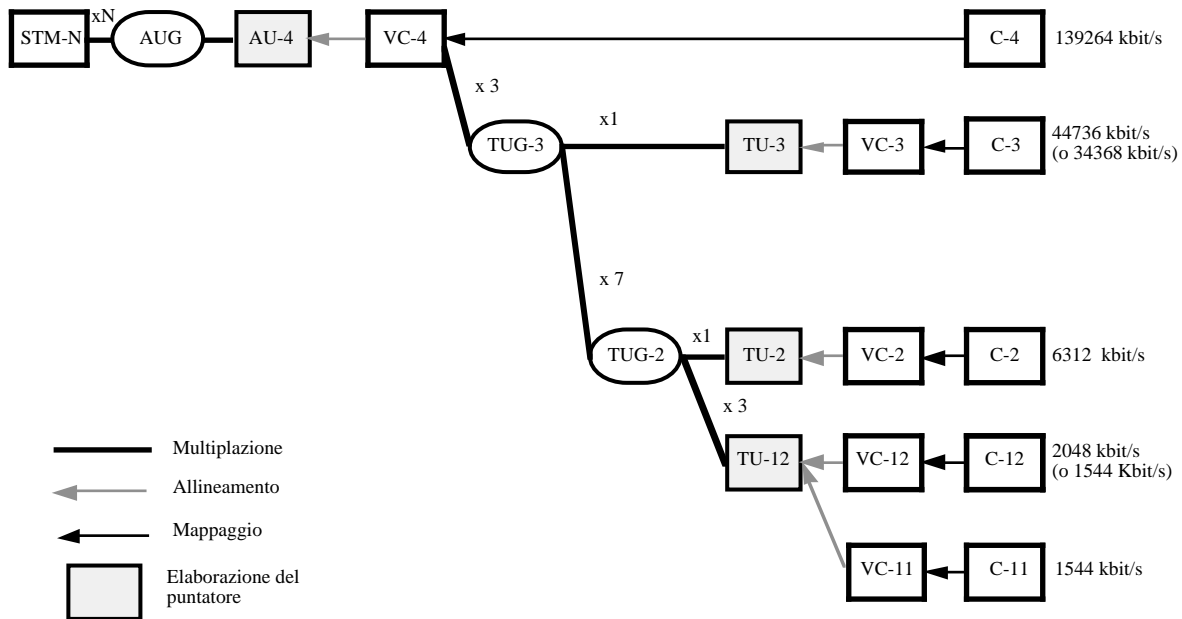 xN
STM-N
AUG
AU-4
VC-4
C-4
139264 kbit/s
x 3
x1
TUG-3
TU-3
VC-3
C-3
44736 kbit/s
(o 34368 kbit/s)
x 7
x1
TUG-2
TU-2
VC-2
C-2
6312 kbit/s
x 3
TU-12
VC-12
C-12
2048 kbit/s
(o 1544 Kbit/s)
VC-11
C-11
1544 kbit/s
Multiplazione
Allineamento
Mappaggio
Elaborazione del
puntatore